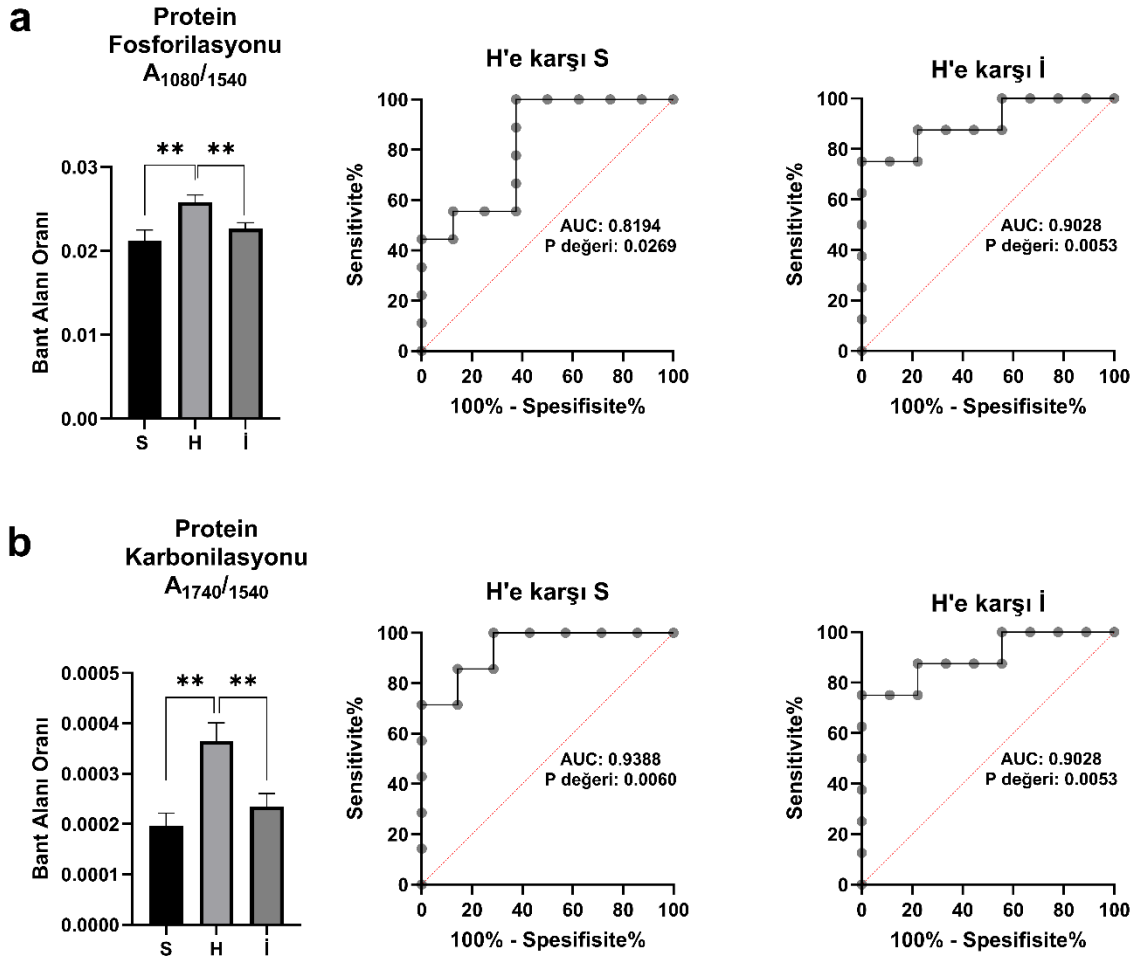 a
Protein
Fosforilasyonu
A1080/1540
Bant Alanı Oranı
0.03
0.02
0.01
0.00
** **
S H İ
H'e karşı S
Sensitivite%
100
80
60
40
20
0
AUC: 0.8194
P değeri: 0.0269
0 20 40 60 80 100
100% - Spesifisite%
H'e karşı İ
Sensitivite%
100
80
60
40
20
0
AUC: 0.9028
P değeri: 0.0053
0 20 40 60 80 100
100% - Spesifisite%
b
Protein
Karbonilasyonu
A1740/1540
Bant Alanı Oranı
0.0005
0.0004
0.0003
0.0002
0.0001
0.0000
** **
S H İ
H'e karşı S
Sensitivite%
100
80
60
40
20
0
AUC: 0.9388
P değeri: 0.0060
0 20 40 60 80 100
100% - Spesifisite%
H'e karşı İ
Sensitivite%
100
80
60
40
20
0
AUC: 0.9028
P değeri: 0.0053
0 20 40 60 80 100
100% - Spesifisite%